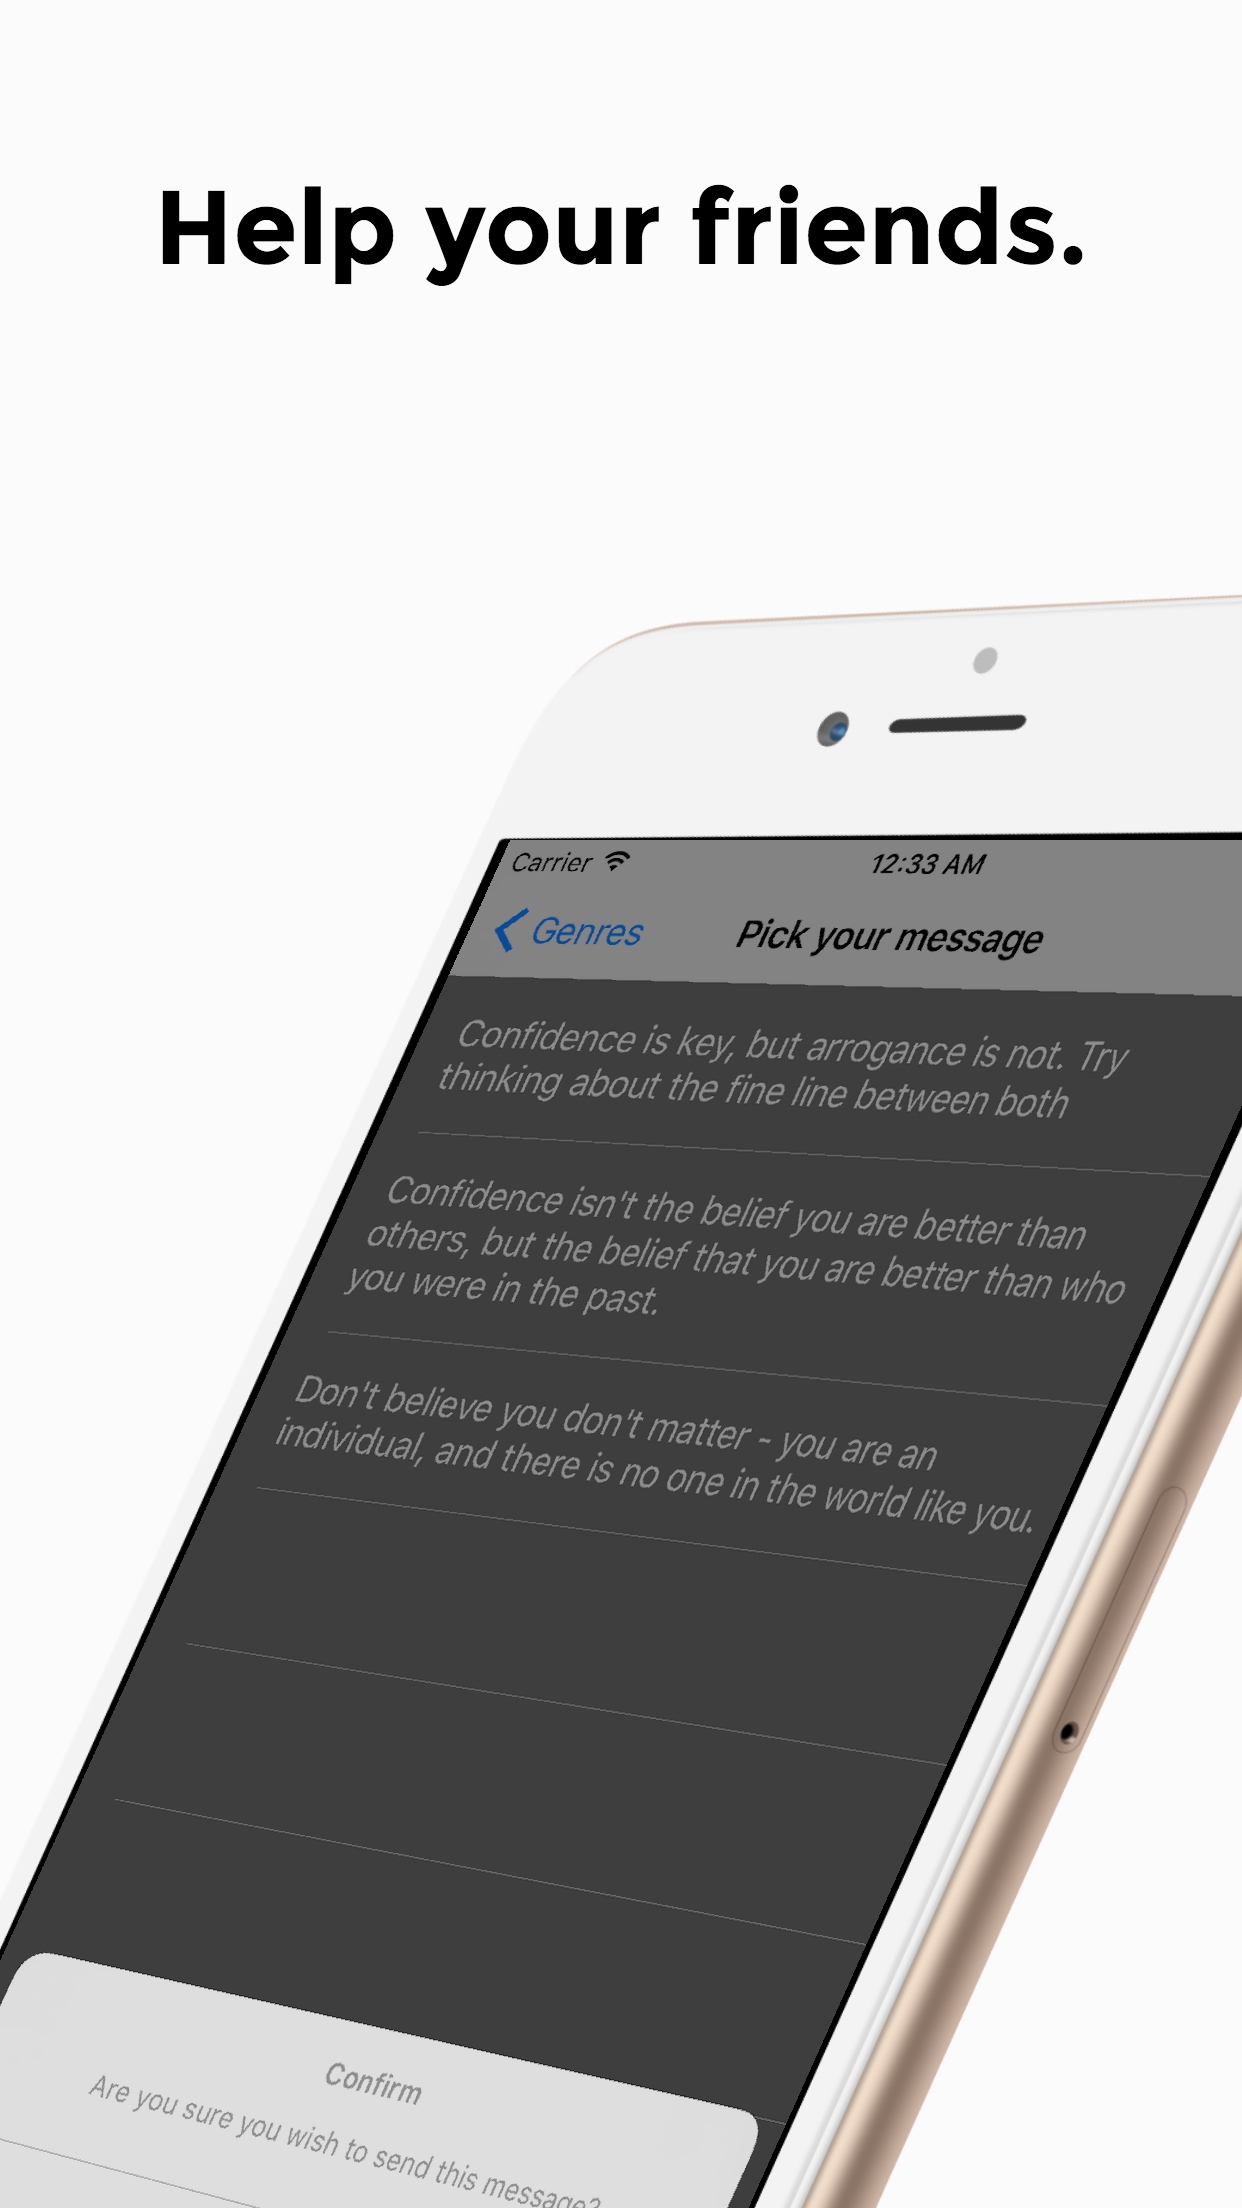 Help your friends.
Carrier
12:33 AM
Genres
Pick your message
Confidence is key, but arrogance is not. Try
thinking about the fine line between both
Confidence isn't the belief you are better than
others, but the belief that you are better than who
you were in the past.
Don't believe you don't matter - you are an
individual, and there is no one in the world like you.
Confirm
Are you sure you wish to send this message?